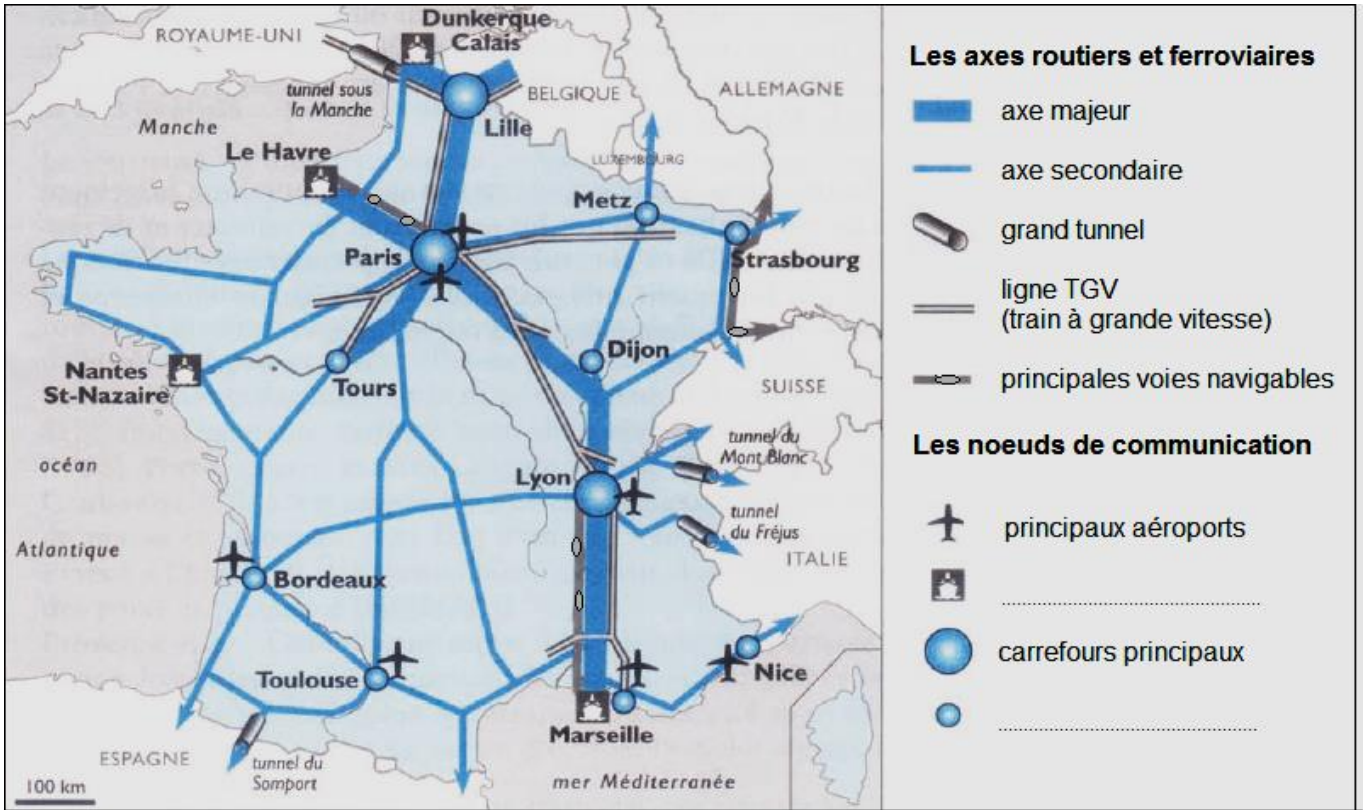 ROYAUME-UNI
Dunkerque
Calais
tunnel sous
la Manche
BELGIQUE
ALLEMAGNE
Manche
Lille
Le Havre
LUXEMBOURG
Metz
Paris
Strasbourg
Nantes
St-Nazaire
Tours
Dijon
SUISSE
océan
Atlantique
tunnel du
Mont Blanc
Lyon
tunnel
du Fréjus
ITALIE
Bordeaux
Toulouse
Nice
Marseille
ESPAGNE
tunnel du
Somport
mer Méditerranée
100 km
Les axes routiers et ferroviaires
axe majeur
axe secondaire
grand tunnel
ligne TGV
(train à grande vitesse)
principales voies navigables
Les noeuds de communication
principaux aéroports
................................
carrefours principaux
................................